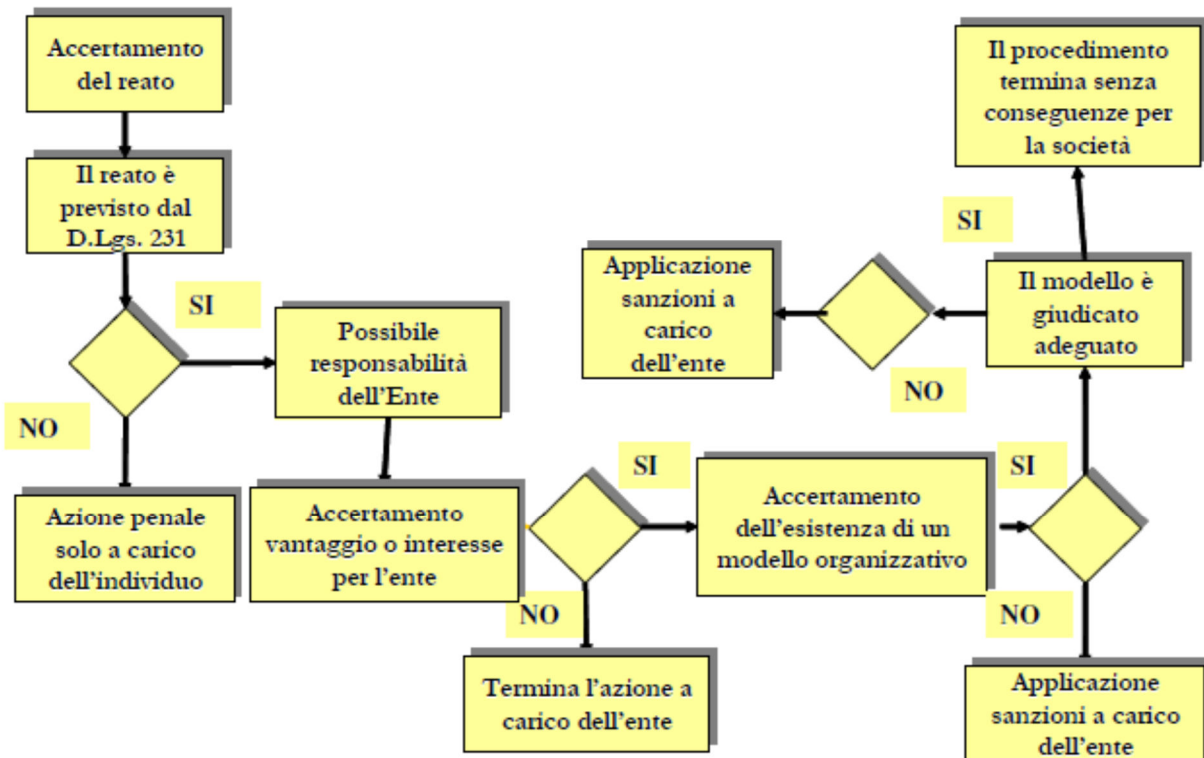 Accertamento
del reato
Il reato è
previsto dal
D.Lgs. 231
SI
NO
Azione penale
solo a carico
dell'individuo
Possibile
responsabilità
dell'Ente
Accertamento
vantaggio o interesse
per l'ente
SI
NO
Termina l'azione a
carico dell'ente
Accertamento
dell'esistenza di un
modello organizzativo
SI
NO
Applicazione
sanzioni a carico
dell'ente
Il modello è
giudicato
adeguato
SI
NO
Applicazione
sanzioni a
carico
dell'ente
Il procedimento
termina senza
conseguenze per
la società